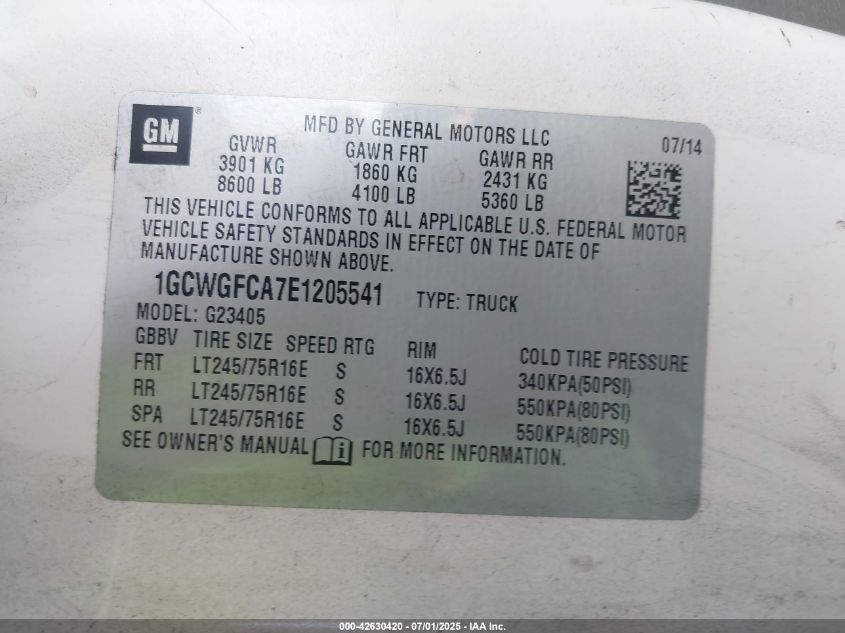 GM
MFD BY GENERAL MOTORS LLC 07/14
GVWR GAWR FRT GAWR RR
3901 KG 1860 KG 2431 KG
8600 LB 4100 LB 5360 LB
THIS VEHICLE CONFORMS TO ALL APPLICABLE U.S. FEDERAL MOTOR
VEHICLE SAFETY STANDARDS IN EFFECT ON THE DATE OF
MANUFACTURE SHOWN ABOVE.
1GCWGFCA7E1205541 TYPE: TRUCK
MODEL: G23405
GBBV TIRE SIZE SPEED RTG RIM COLD TIRE PRESSURE
FRT LT245/75R16E S 16X6.5J 340KPA(50PSI)
RR LT245/75R16E S 16X6.5J 550KPA(80PSI)
SPA LT245/75R16E S 16X6.5J 550KPA(80PSI)
SEE OWNER'S MANUAL FOR MORE INFORMATION.
000-42630420 - 07/01/2025 - IAA Inc.